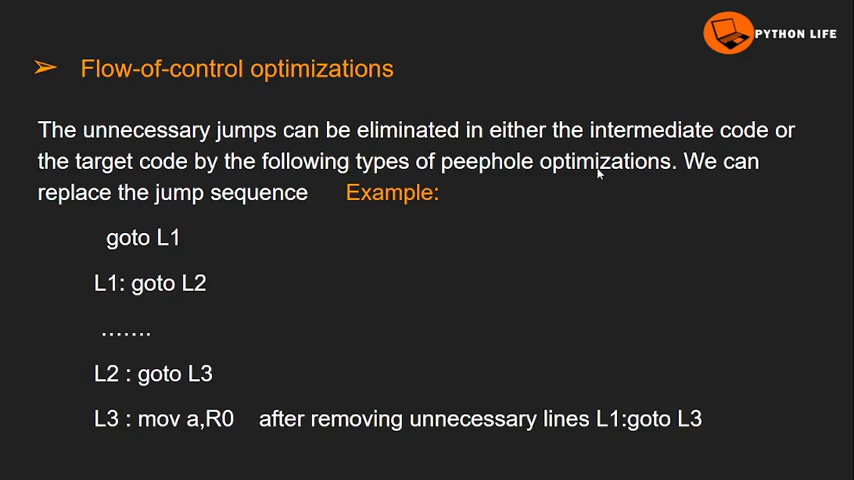 PYTHON LIFE
➢ Flow-of-control optimizations
The unnecessary jumps can be eliminated in either the intermediate code or
the target code by the following types of peephole optimizations. We can
replace the jump sequence Example:
goto L1
L1: goto L2
…….
L2 : goto L3
L3 : mov a,R0 after removing unnecessary lines L1:goto L3